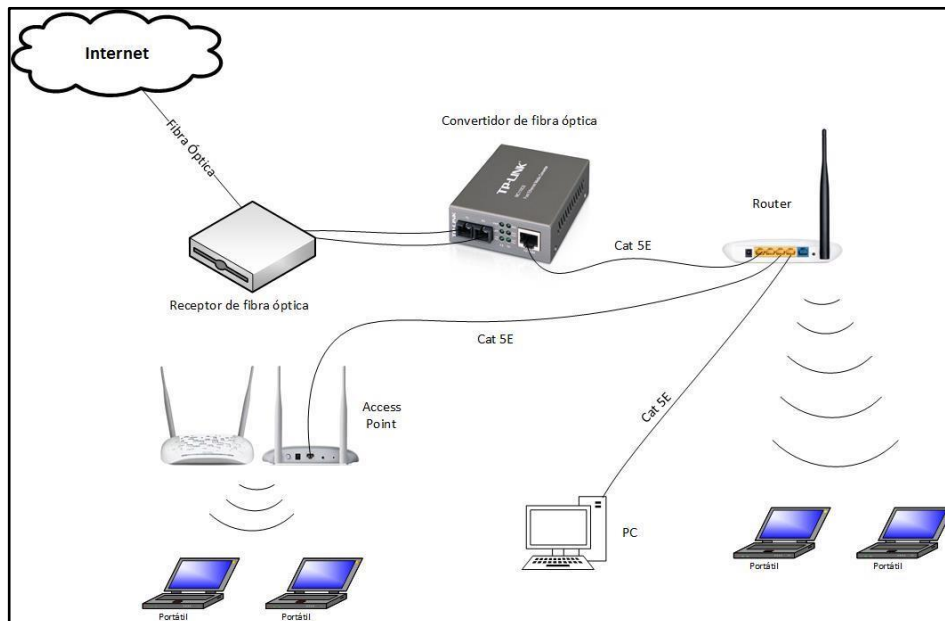 Internet
Fibra Óptica
Convertidor de fibra óptica
TP-LINK
Router
Cat 5E
Receptor de fibra óptica
Cat 5E
Access
Point
Cat 5E
PC
Portátil
Portátil
Portátil
Portátil